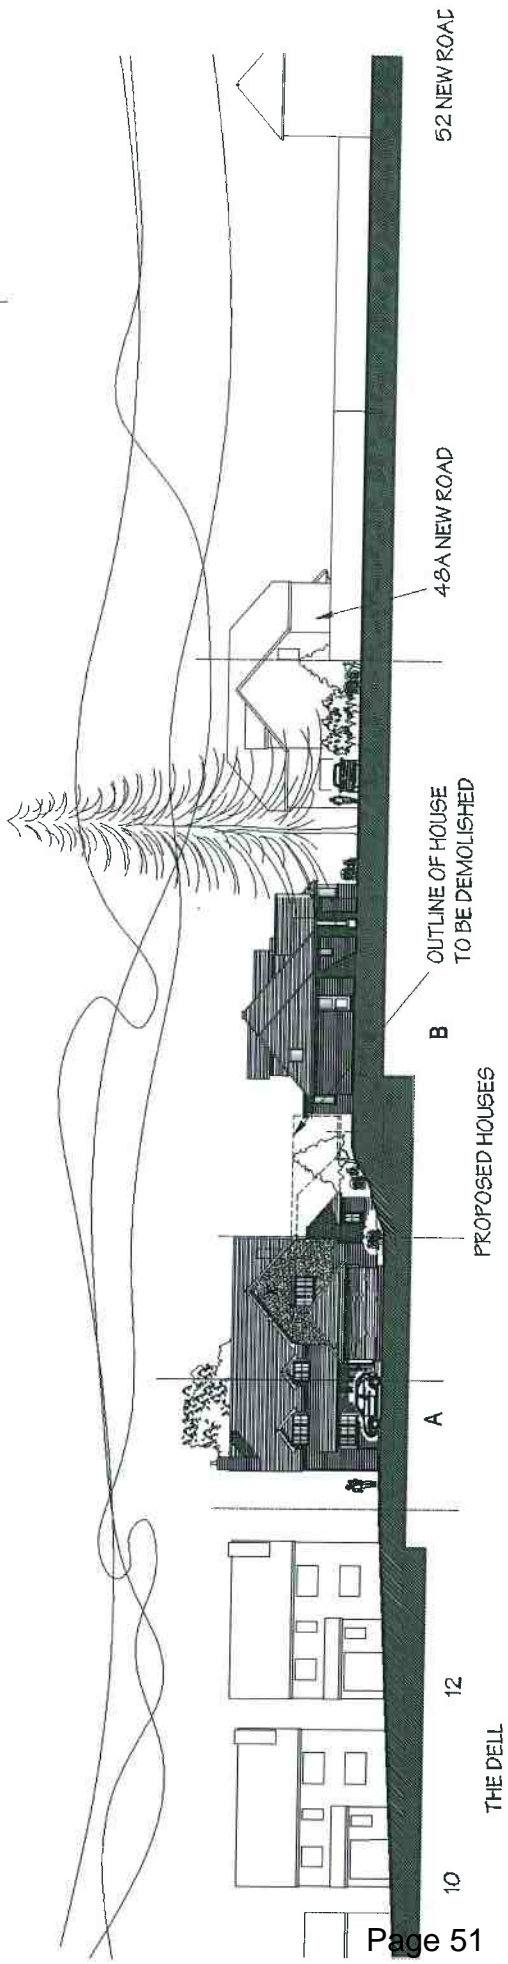 10
12
THE DELL
A
PROPOSED HOUSES
B
OUTLINE OF HOUSE
TO BE DEMOLISHED
48A NEW ROAD
52 NEW ROAD
Page 51